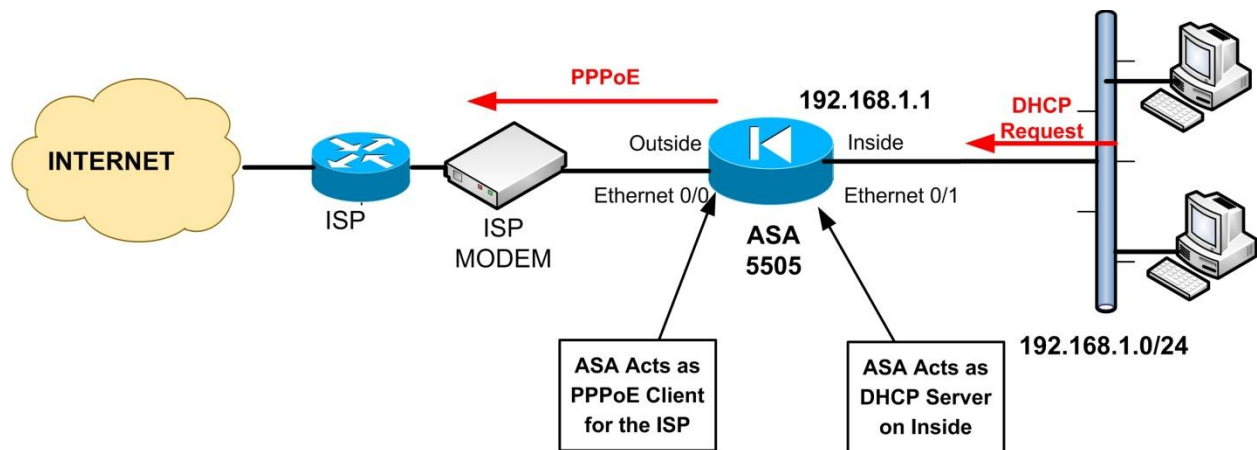 INTERNET
ISP
ISP
MODEM
PPPoE
Outside
Ethernet 0/0
192.168.1.1
Inside
Ethernet 0/1
ASA
5505
DHCP
Request
192.168.1.0/24
ASA Acts as
PPPoE Client
for the ISP
ASA Acts as
DHCP Server
on Inside